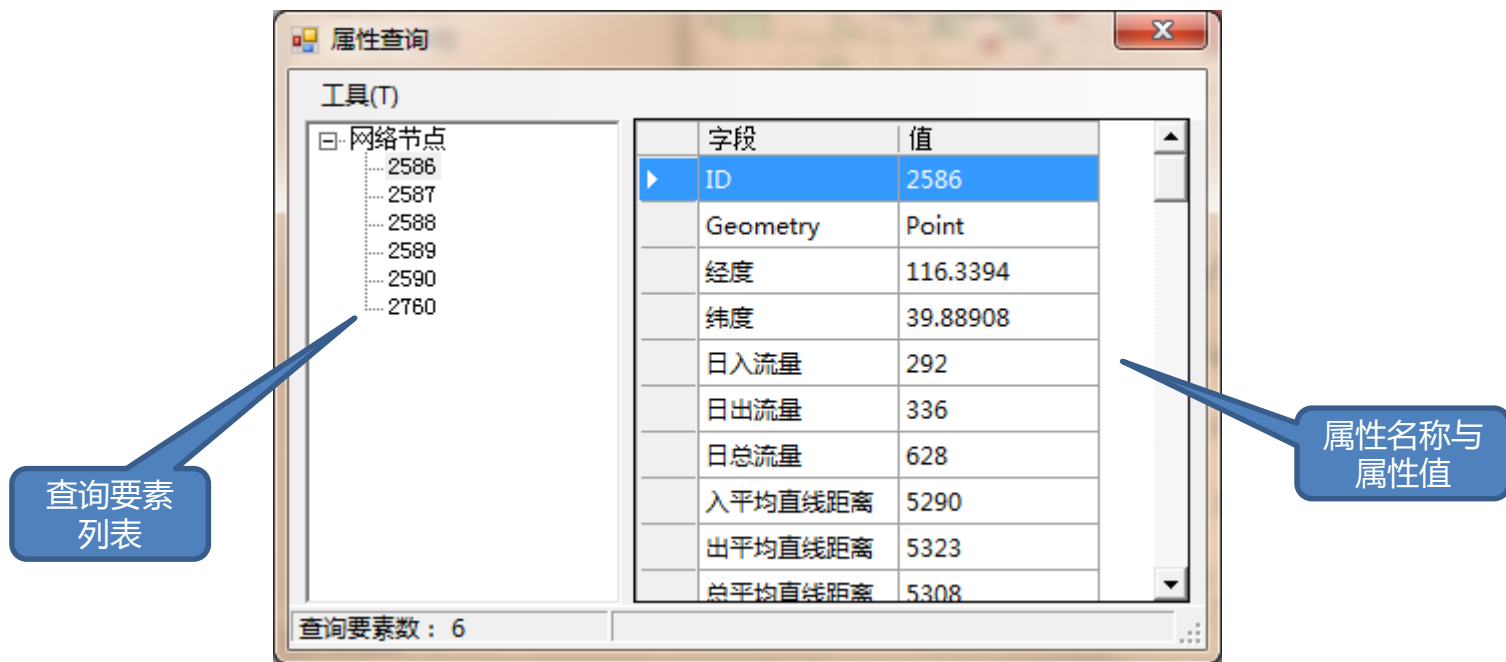 属性查询
工具(T)
网络节点
2586
2587
2588
2589
2590
2760
字段 值
ID 2586
Geometry Point
经度 116.3394
纬度 39.88908
日入流量 292
日出流量 336
日总流量 628
入平均直线距离 5290
出平均直线距离 5323
总平均直线距离 5308
查询要素数： 6
查询要素
列表
属性名称与
属性值